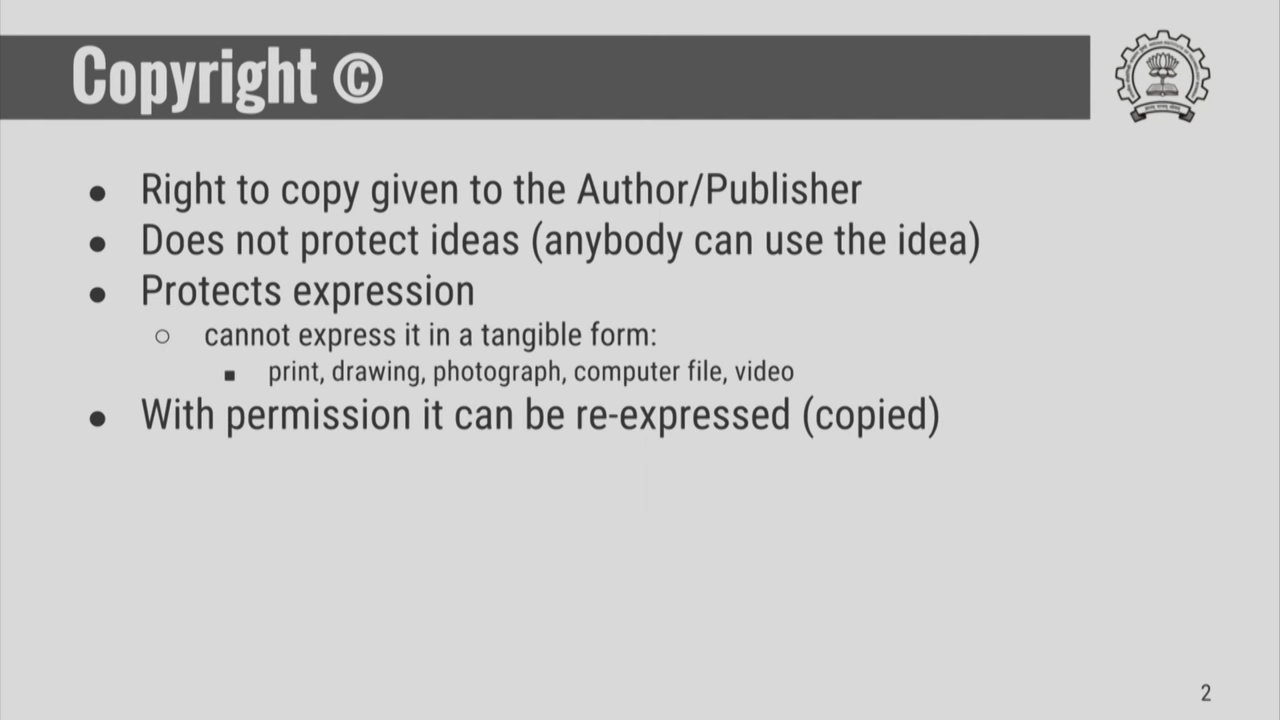 Copyright ©
Right to copy given to the Author/Publisher
Does not protect ideas (anybody can use the idea)
Protects expression
cannot express it in a tangible form:
print, drawing, photograph, computer file, video
With permission it can be re-expressed (copied)
2